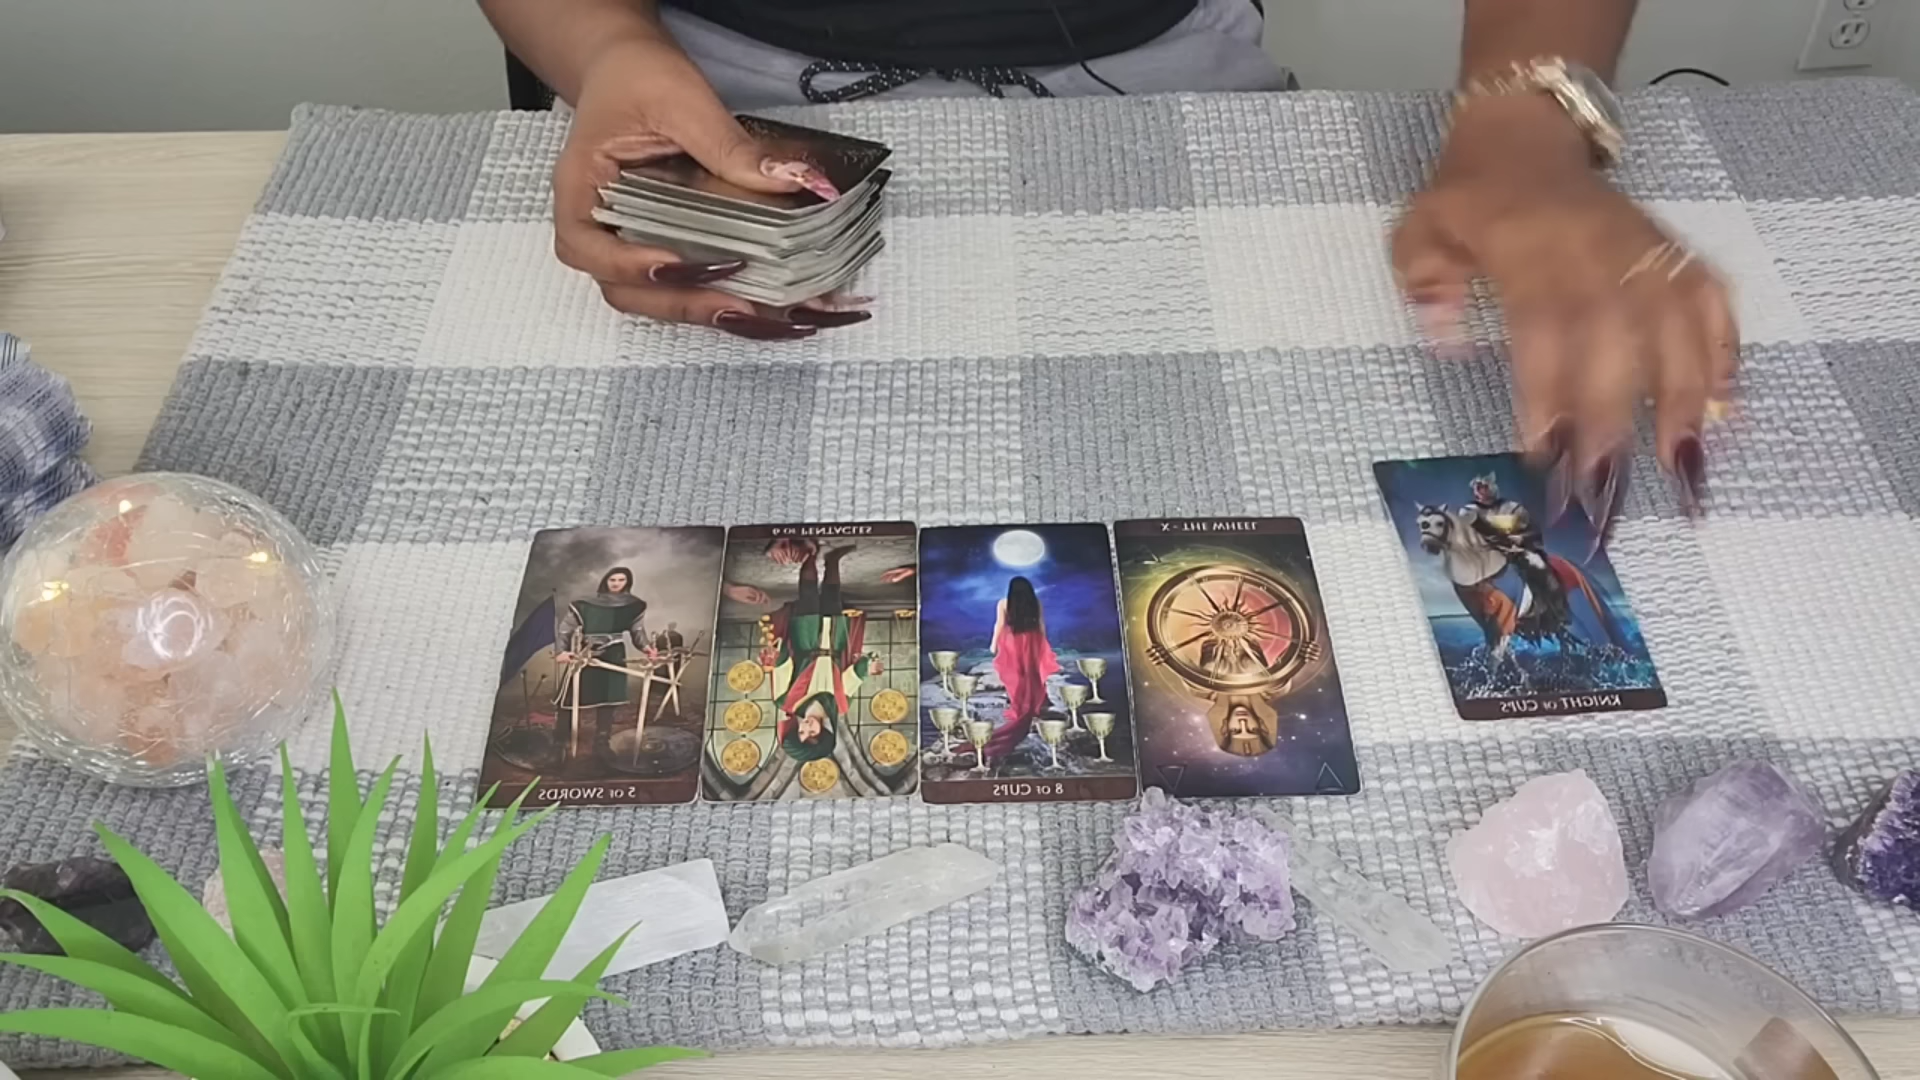 5 OF SWORDS
6 OF PENTACLES
8 OF CUPS
X - THE WHEEL
KNIGHT OF CUPS